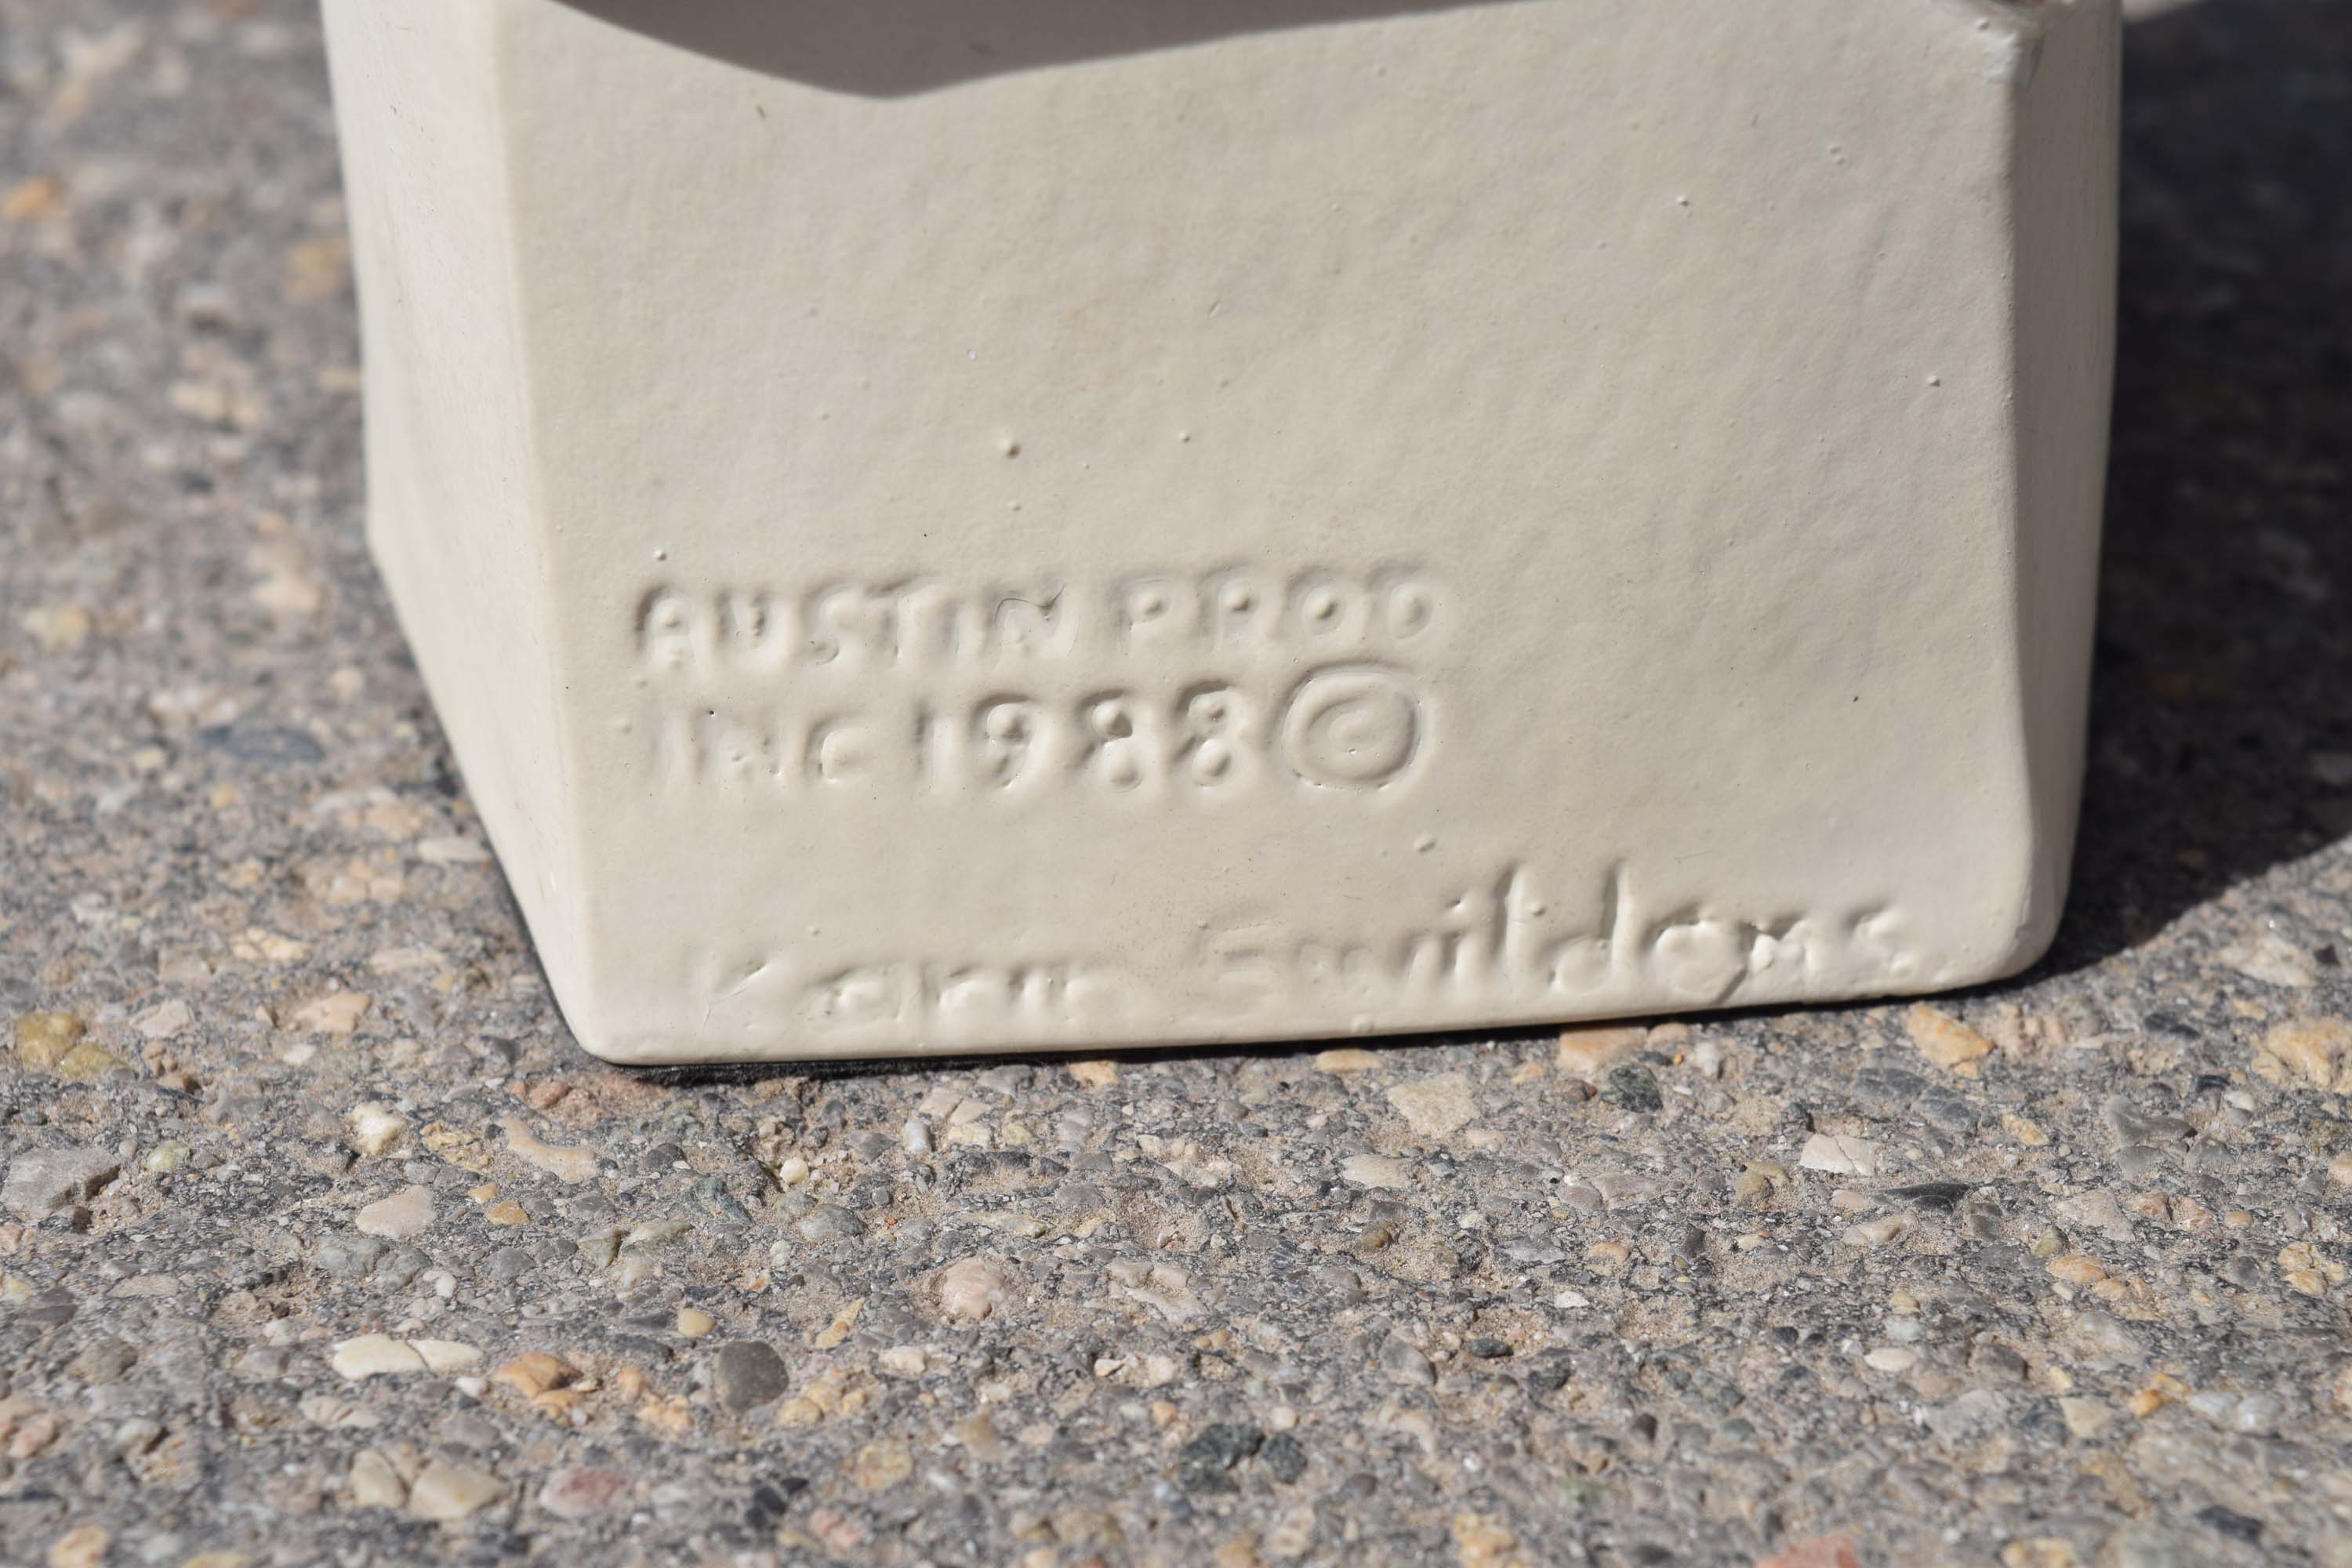 AUSTIN PROD
INC 1988 ©
Karin Swildens